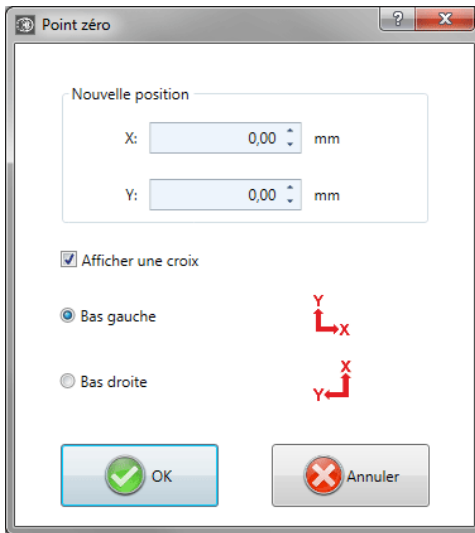 Point zéro
?
Nouvelle position
X: 0,00 mm
Y: 0,00 mm
Afficher une croix
Bas gauche
Y
X
Bas droite
X
Y
OK
Annuler